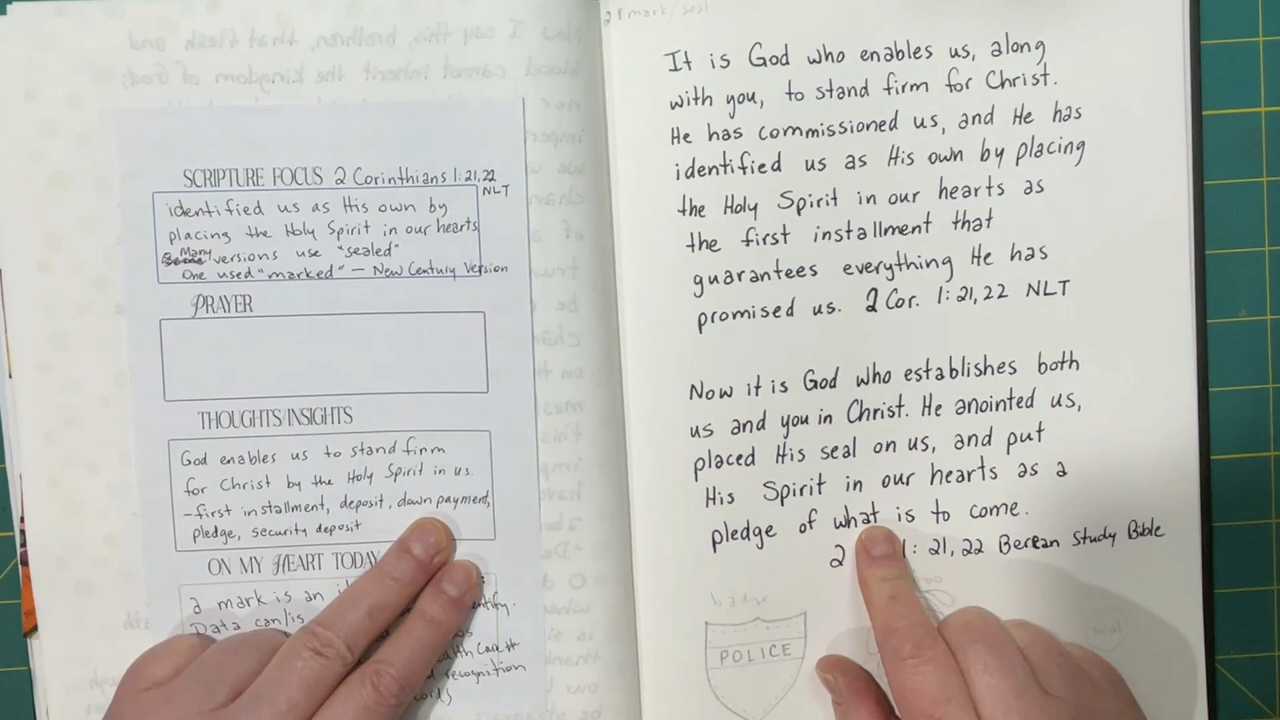 SCRIPTURE FOCUS 2 Corinthians 1:21,22
NLT
identified us as His own by
placing the Holy Spirit in our hearts
Many versions use "sealed"
One used "marked" — New Century Version
PRAYER
THOUGHTS/INSIGHTS
God enables us to stand firm
for Christ by the Holy Spirit in us.
-first installment, deposit, down payment,
pledge, security deposit
ON MY HEART TODAY
a mark is an
Data can/is
Health Care #
recognition
28 mark/seal
It is God who enables us, along
with you, to stand firm for Christ.
He has commissioned us, and He has
identified us as His own by placing
the Holy Spirit in our hearts as
the first installment that
guarantees everything He has
promised us. 2 Cor. 1:21,22 NLT
Now it is God who establishes both
us and you in Christ. He anointed us,
placed His seal on us, and put
His Spirit in our hearts as a
pledge of what is to come.
2 1: 21, 22 Berean Study Bible
badge
POLICE